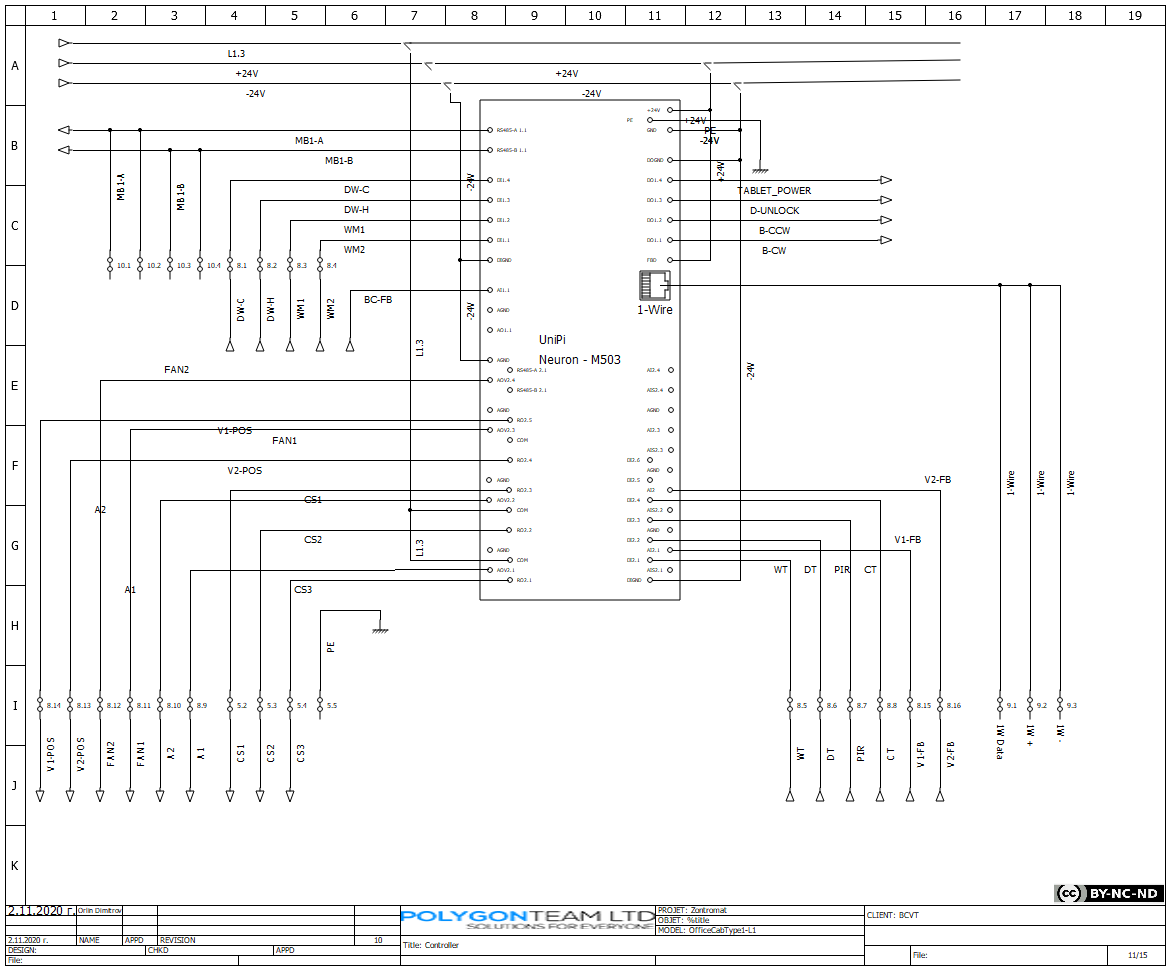 1 2 3 4 5 6 7 8 9 10 11 12 13 14 15 16 17 18 19
A
L1.3
+24V +24V
-24V -24V
+24V
PE +24V
B
RS485-A 1.1 GND PE
MB1-A -24V
RS485-B 1.1
MB1-B DOGND
MB1-A MB1-B -24V +24V
DI1.4 DO1.4
DW-C TABLET_POWER
DI1.3 DO1.3
DW-H D-UNLOCK
C
DI1.2 DO1.2
WM1 B-CCW
DI1.1 DO1.1
WM2 B-CW
DIGND FBD
10.1 10.2 10.3 10.4 8.1 8.2 8.3 8.4
AI1.1
BC-FB
D
DW-C DW-H WM1 WM2 -24V
AGND 1-Wire
AO1.1
UniPi
L1.3
Neuron - M503
AGND
FAN2 RS485-A 2.1 AI2.4 -24V
E
AOV2.4
RS485-B 2.1 AIS2.4
AGND AGND
RO2.5
V1-POS AOV2.3 AI2.3
FAN1 COM
AIS2.3
F
RO2.4 DI2.6
V2-POS AGND
AGND DI2.5 V2-FB
1-Wire 1-Wire 1-Wire
RO2.3 AI2
CS1 AOV2.2 DI2.4
A2 COM AIS2.2
DI2.3
RO2.2 AGND
CS2 DI2.2 V1-FB
G
L1.3
AGND AI2.1
COM DI2.1
AOV2.1 AIS2.1 WT DT PIR CT
RO2.1 DIGND
A1 CS3
H
PE
I
8.14 8.13 8.12 8.11 8.10 8.9 5.2 5.3 5.4 5.5 8.5 8.6 8.7 8.8 8.15 8.16 9.1 9.2 9.3
V1-POS V2-POS FAN2 FAN1 A2 A1 CS1 CS2 CS3 WT DT PIR CT V1-FB V2-FB 1W Data 1W + 1W -
J
K
cc BY-NC-ND
2.11.2020 г. Orlin Dimitrov
2.11.2020 г. NAME APPD REVISION 10
DESIGN: CHKD APPD
File:
POLYGONTEAM LTD
SOLUTIONS FOR EVERYONE
Title: Controller
PROJET: Zontromat
OBJET: %title
MODEL: OfficeCabType1-L1
CLIENT: BCVT
File: 11/15